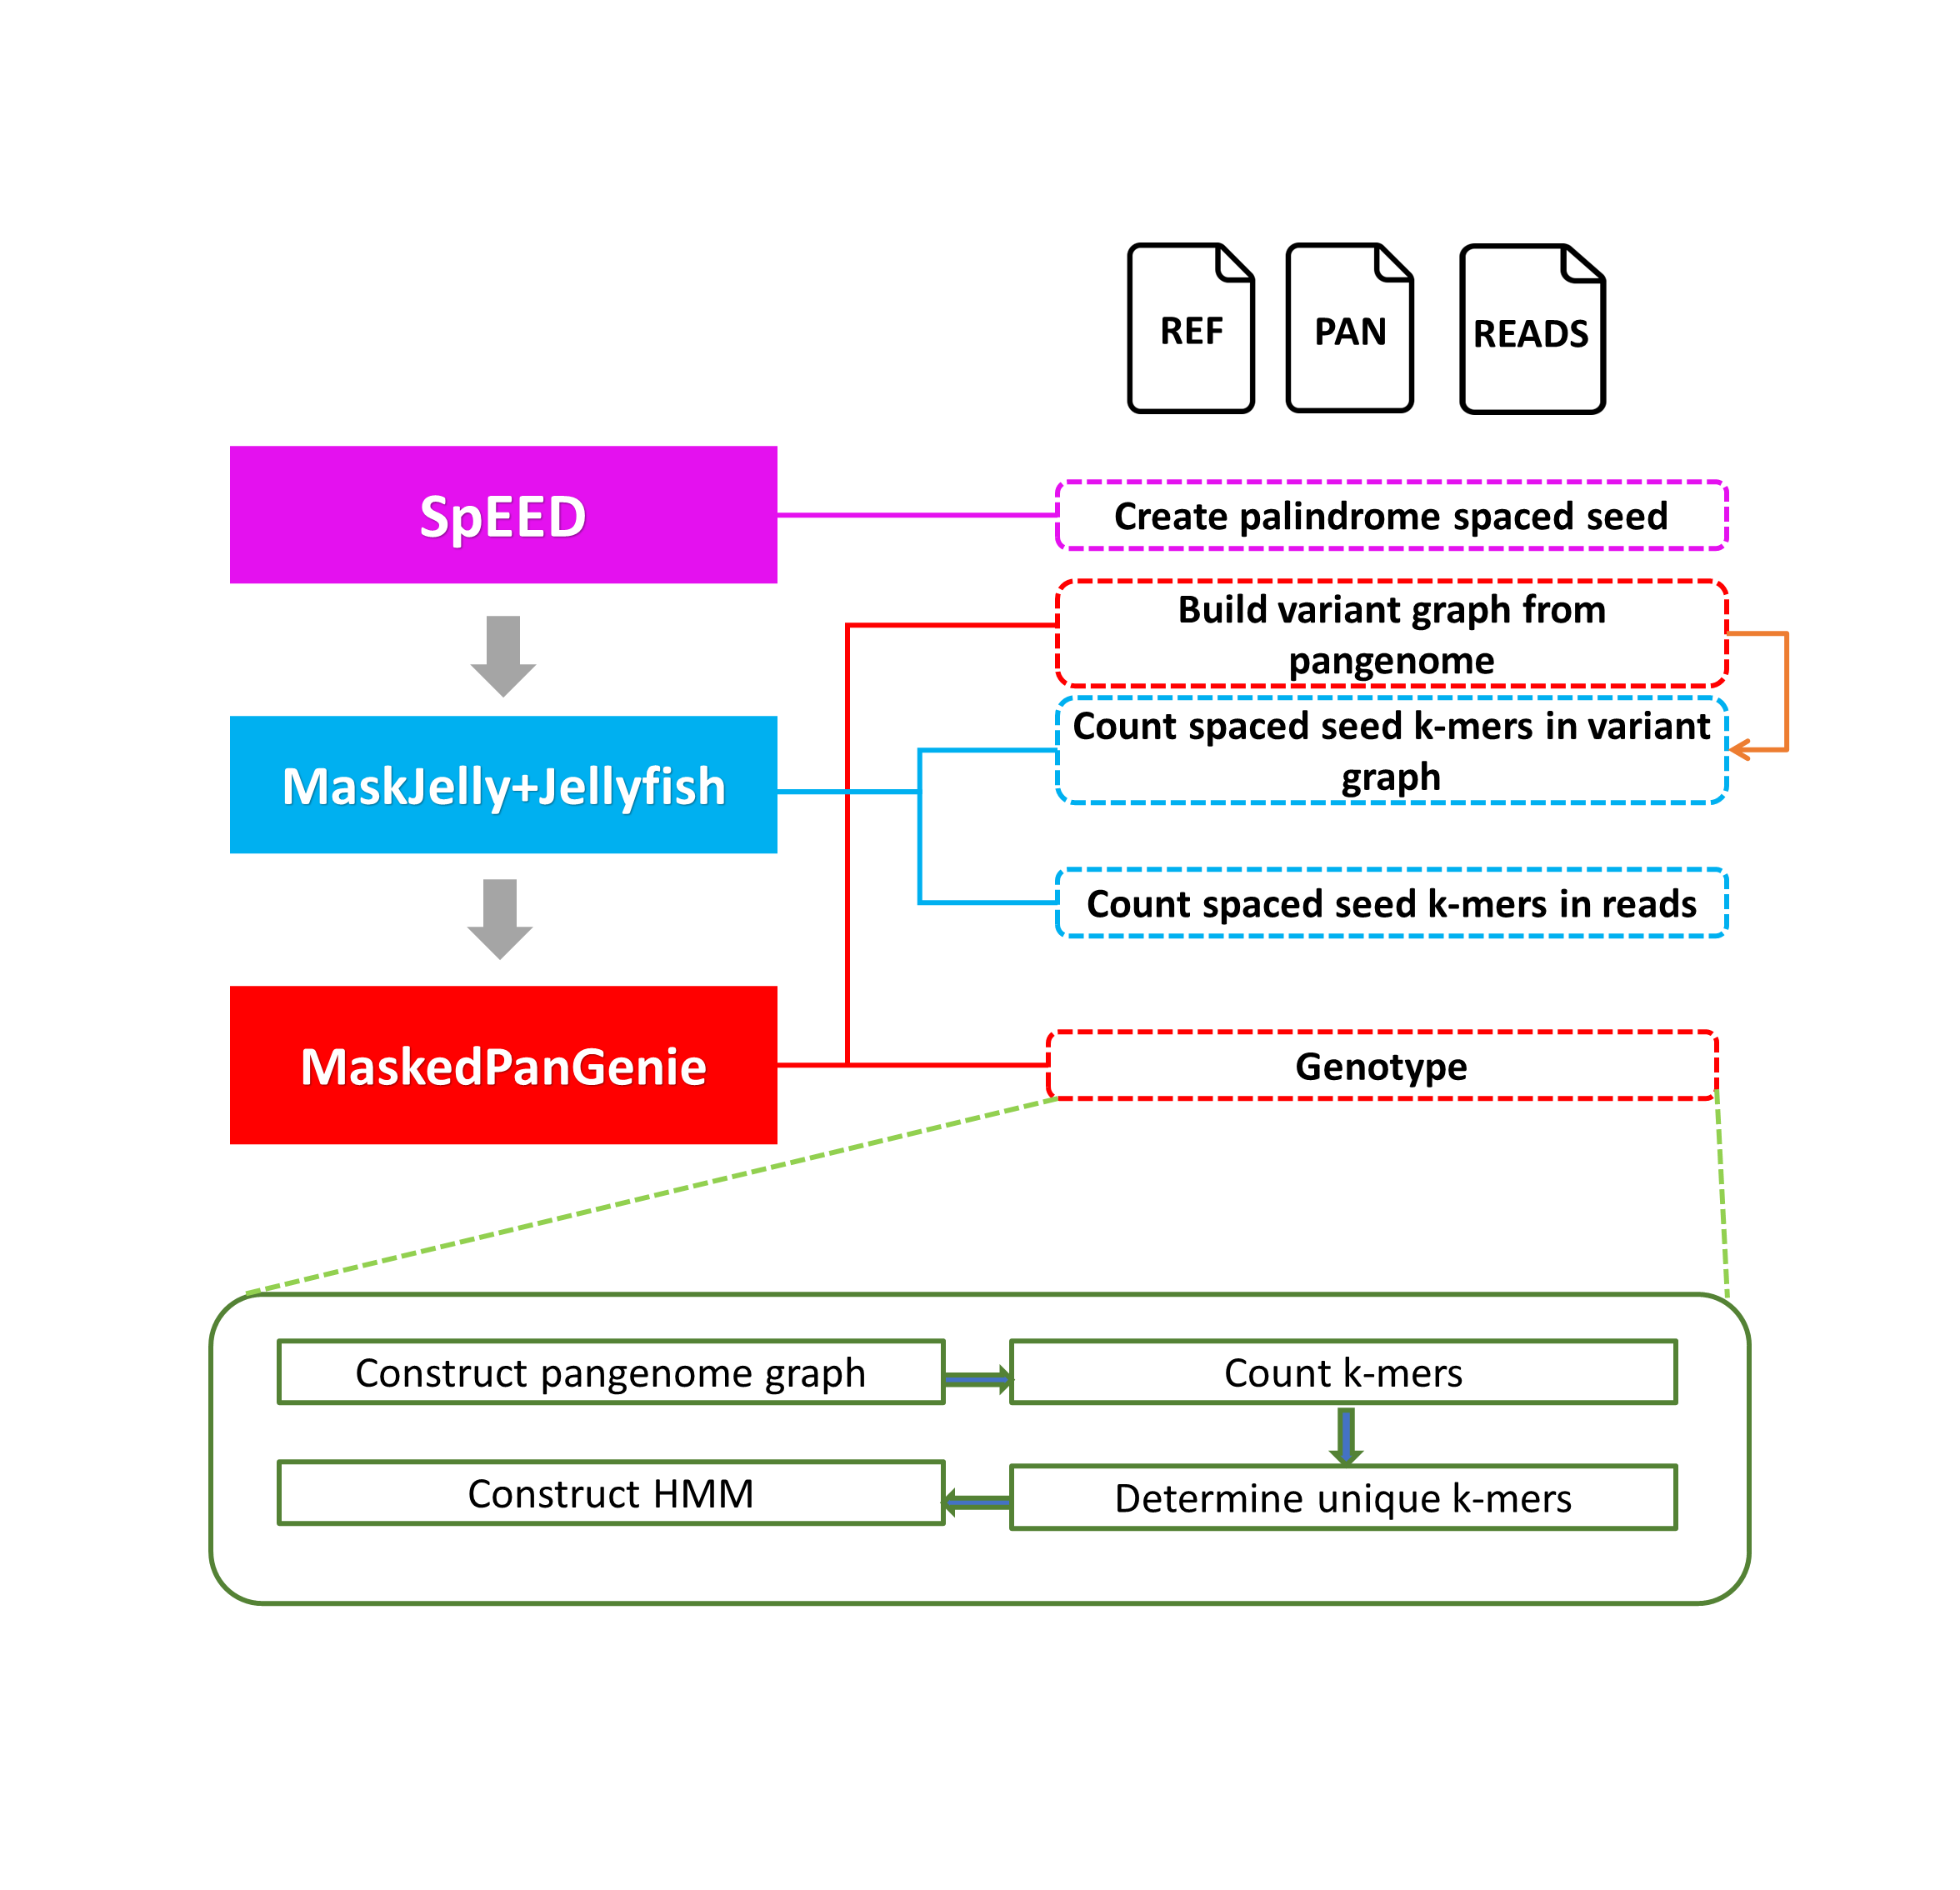 REF
PAN
READS
SpEED
Create palindrome spaced seed
Build variant graph from
pangenome
MaskJelly+Jellyfish
Count spaced seed k-mers in variant
graph
Count spaced seed k-mers in reads
MaskedPanGenie
Genotype
Construct pangenome graph
Count k-mers
Construct HMM
Determine unique k-mers